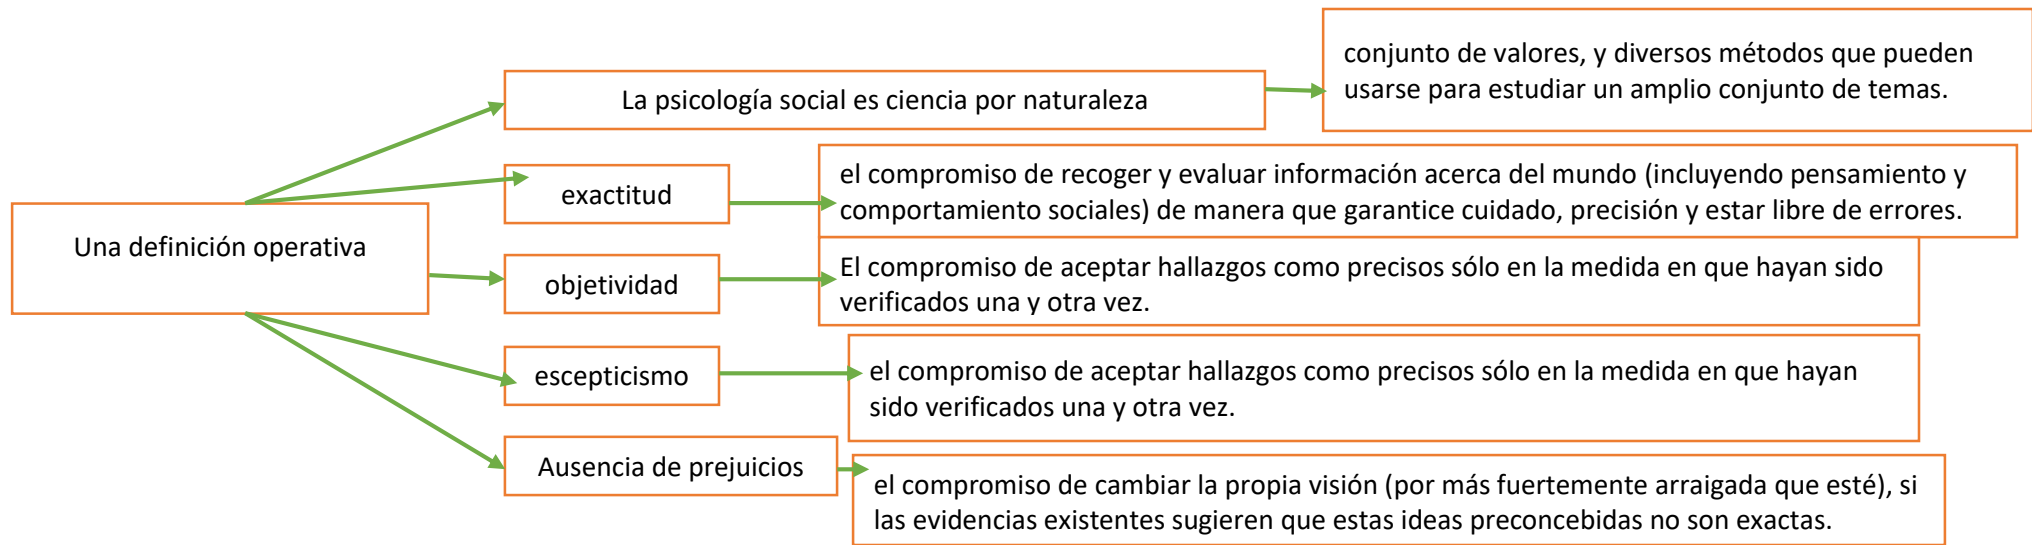 Una definición operativa
La psicología social es ciencia por naturaleza
conjunto de valores, y diversos métodos que pueden
usarse para estudiar un amplio conjunto de temas.
exactitud
el compromiso de recoger y evaluar información acerca del mundo (incluyendo pensamiento y
comportamiento sociales) de manera que garantice cuidado, precisión y estar libre de errores.
objetividad
El compromiso de aceptar hallazgos como precisos sólo en la medida en que hayan sido
verificados una y otra vez.
escepticismo
el compromiso de aceptar hallazgos como precisos sólo en la medida en que hayan
sido verificados una y otra vez.
Ausencia de prejuicios
el compromiso de cambiar la propia visión (por más fuertemente arraigada que esté), si
las evidencias existentes sugieren que estas ideas preconcebidas no son exactas.